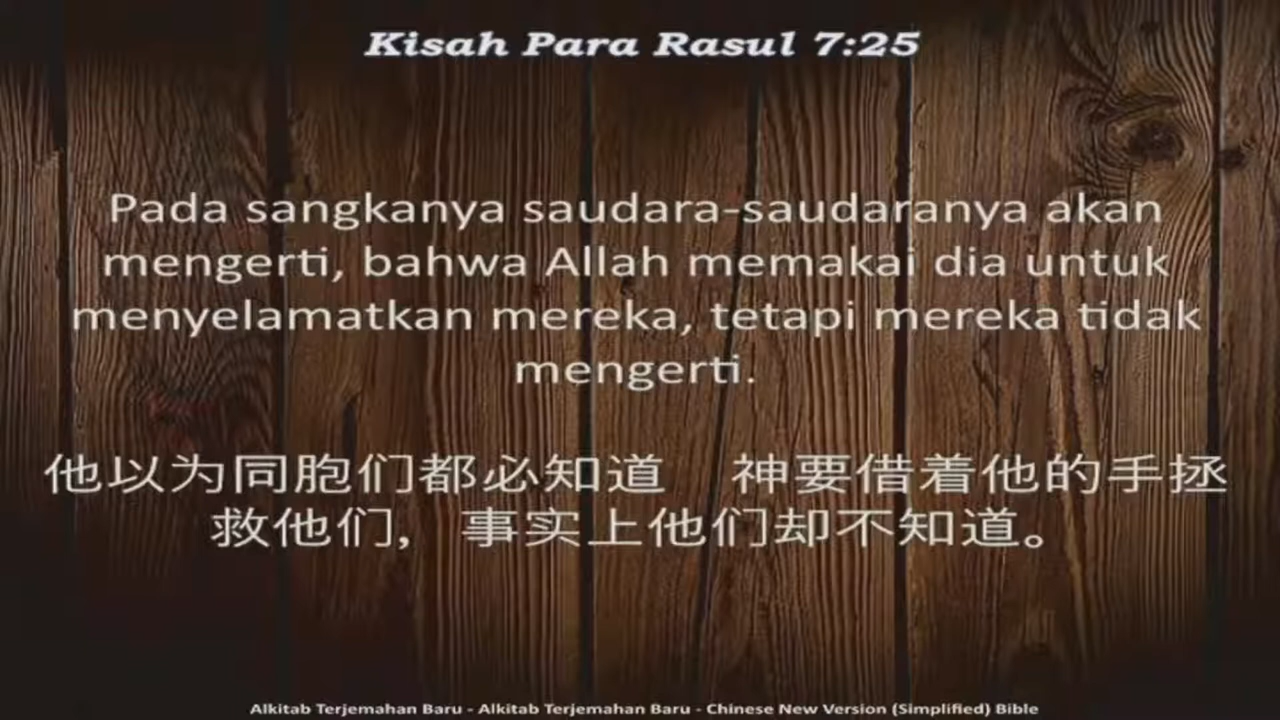 Kisah Para Rasul 7:25
Pada sangkanya saudara-saudaranya akan
mengerti, bahwa Allah memakai dia untuk
menyelamatkan mereka, tetapi mereka tidak
mengerti.
他以为同胞们都必知道　神要借着他的手拯
救他们，事实上他们却不知道。
Alkitab Terjemahan Baru - Alkitab Terjemahan Baru - Chinese New Version (Simplified) Bible